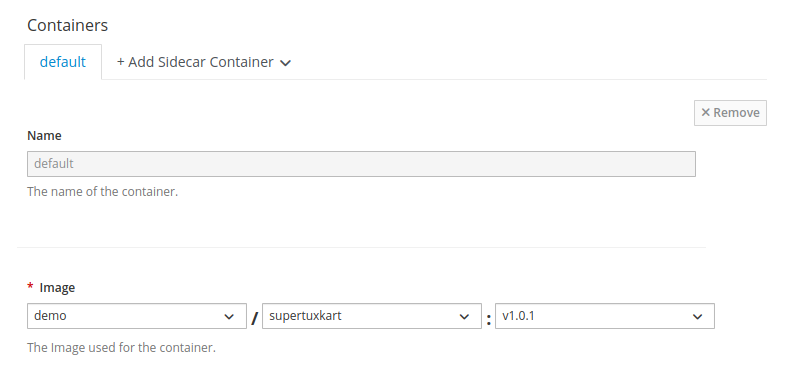 Containers
default + Add Sidecar Container
× Remove
Name
default
The name of the container.
* Image
demo / supertuxkart : v1.0.1
The Image used for the container.